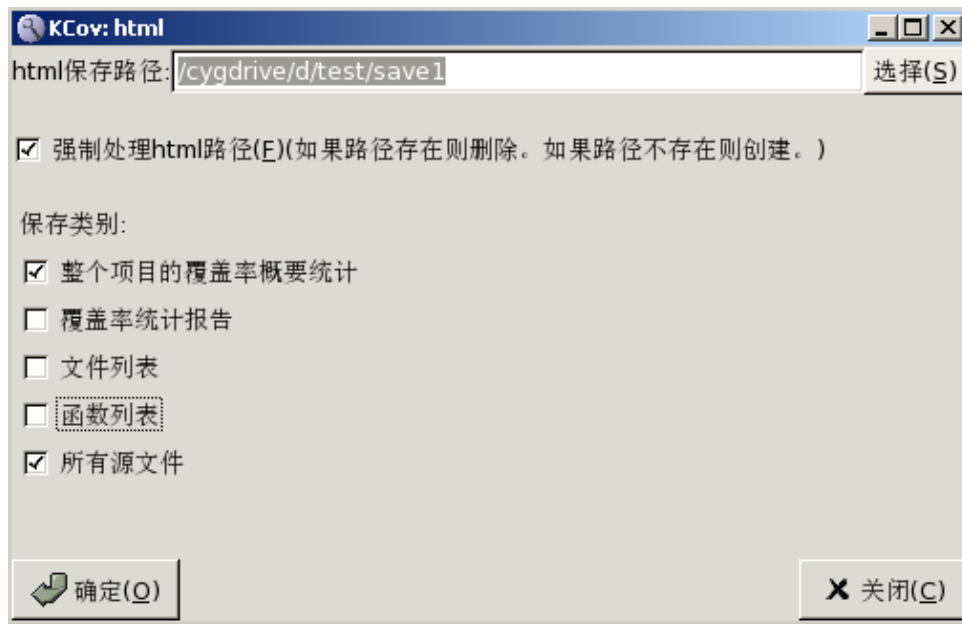 KCov: html
html保存路径: /cygdrive/d/test/save1 选择(S)
强制处理html路径(F)(如果路径存在则删除。如果路径不存在则创建。)
保存类别:
整个项目的覆盖率概要统计
覆盖率统计报告
文件列表
函数列表
所有源文件
确定(O) 关闭(C)